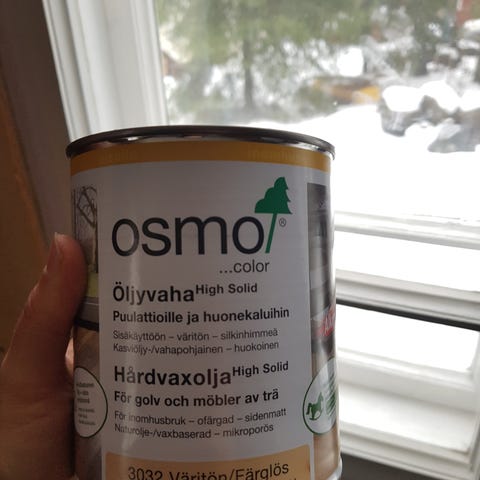 osmo®
...color
Öljyvaha High Solid
Puulattioille ja huonekaluihin
Sisäkäyttöön – väritön – silkinhimmeä
Kasviöljy-/vahapohjainen – huokoinen
Hårdvaxolja High Solid
För golv och möbler av trä
För inomhusbruk – ofärgad – sidenmatt
Naturolje-/vaxbaserad – mikroporös
3032 Väritön/Färglös